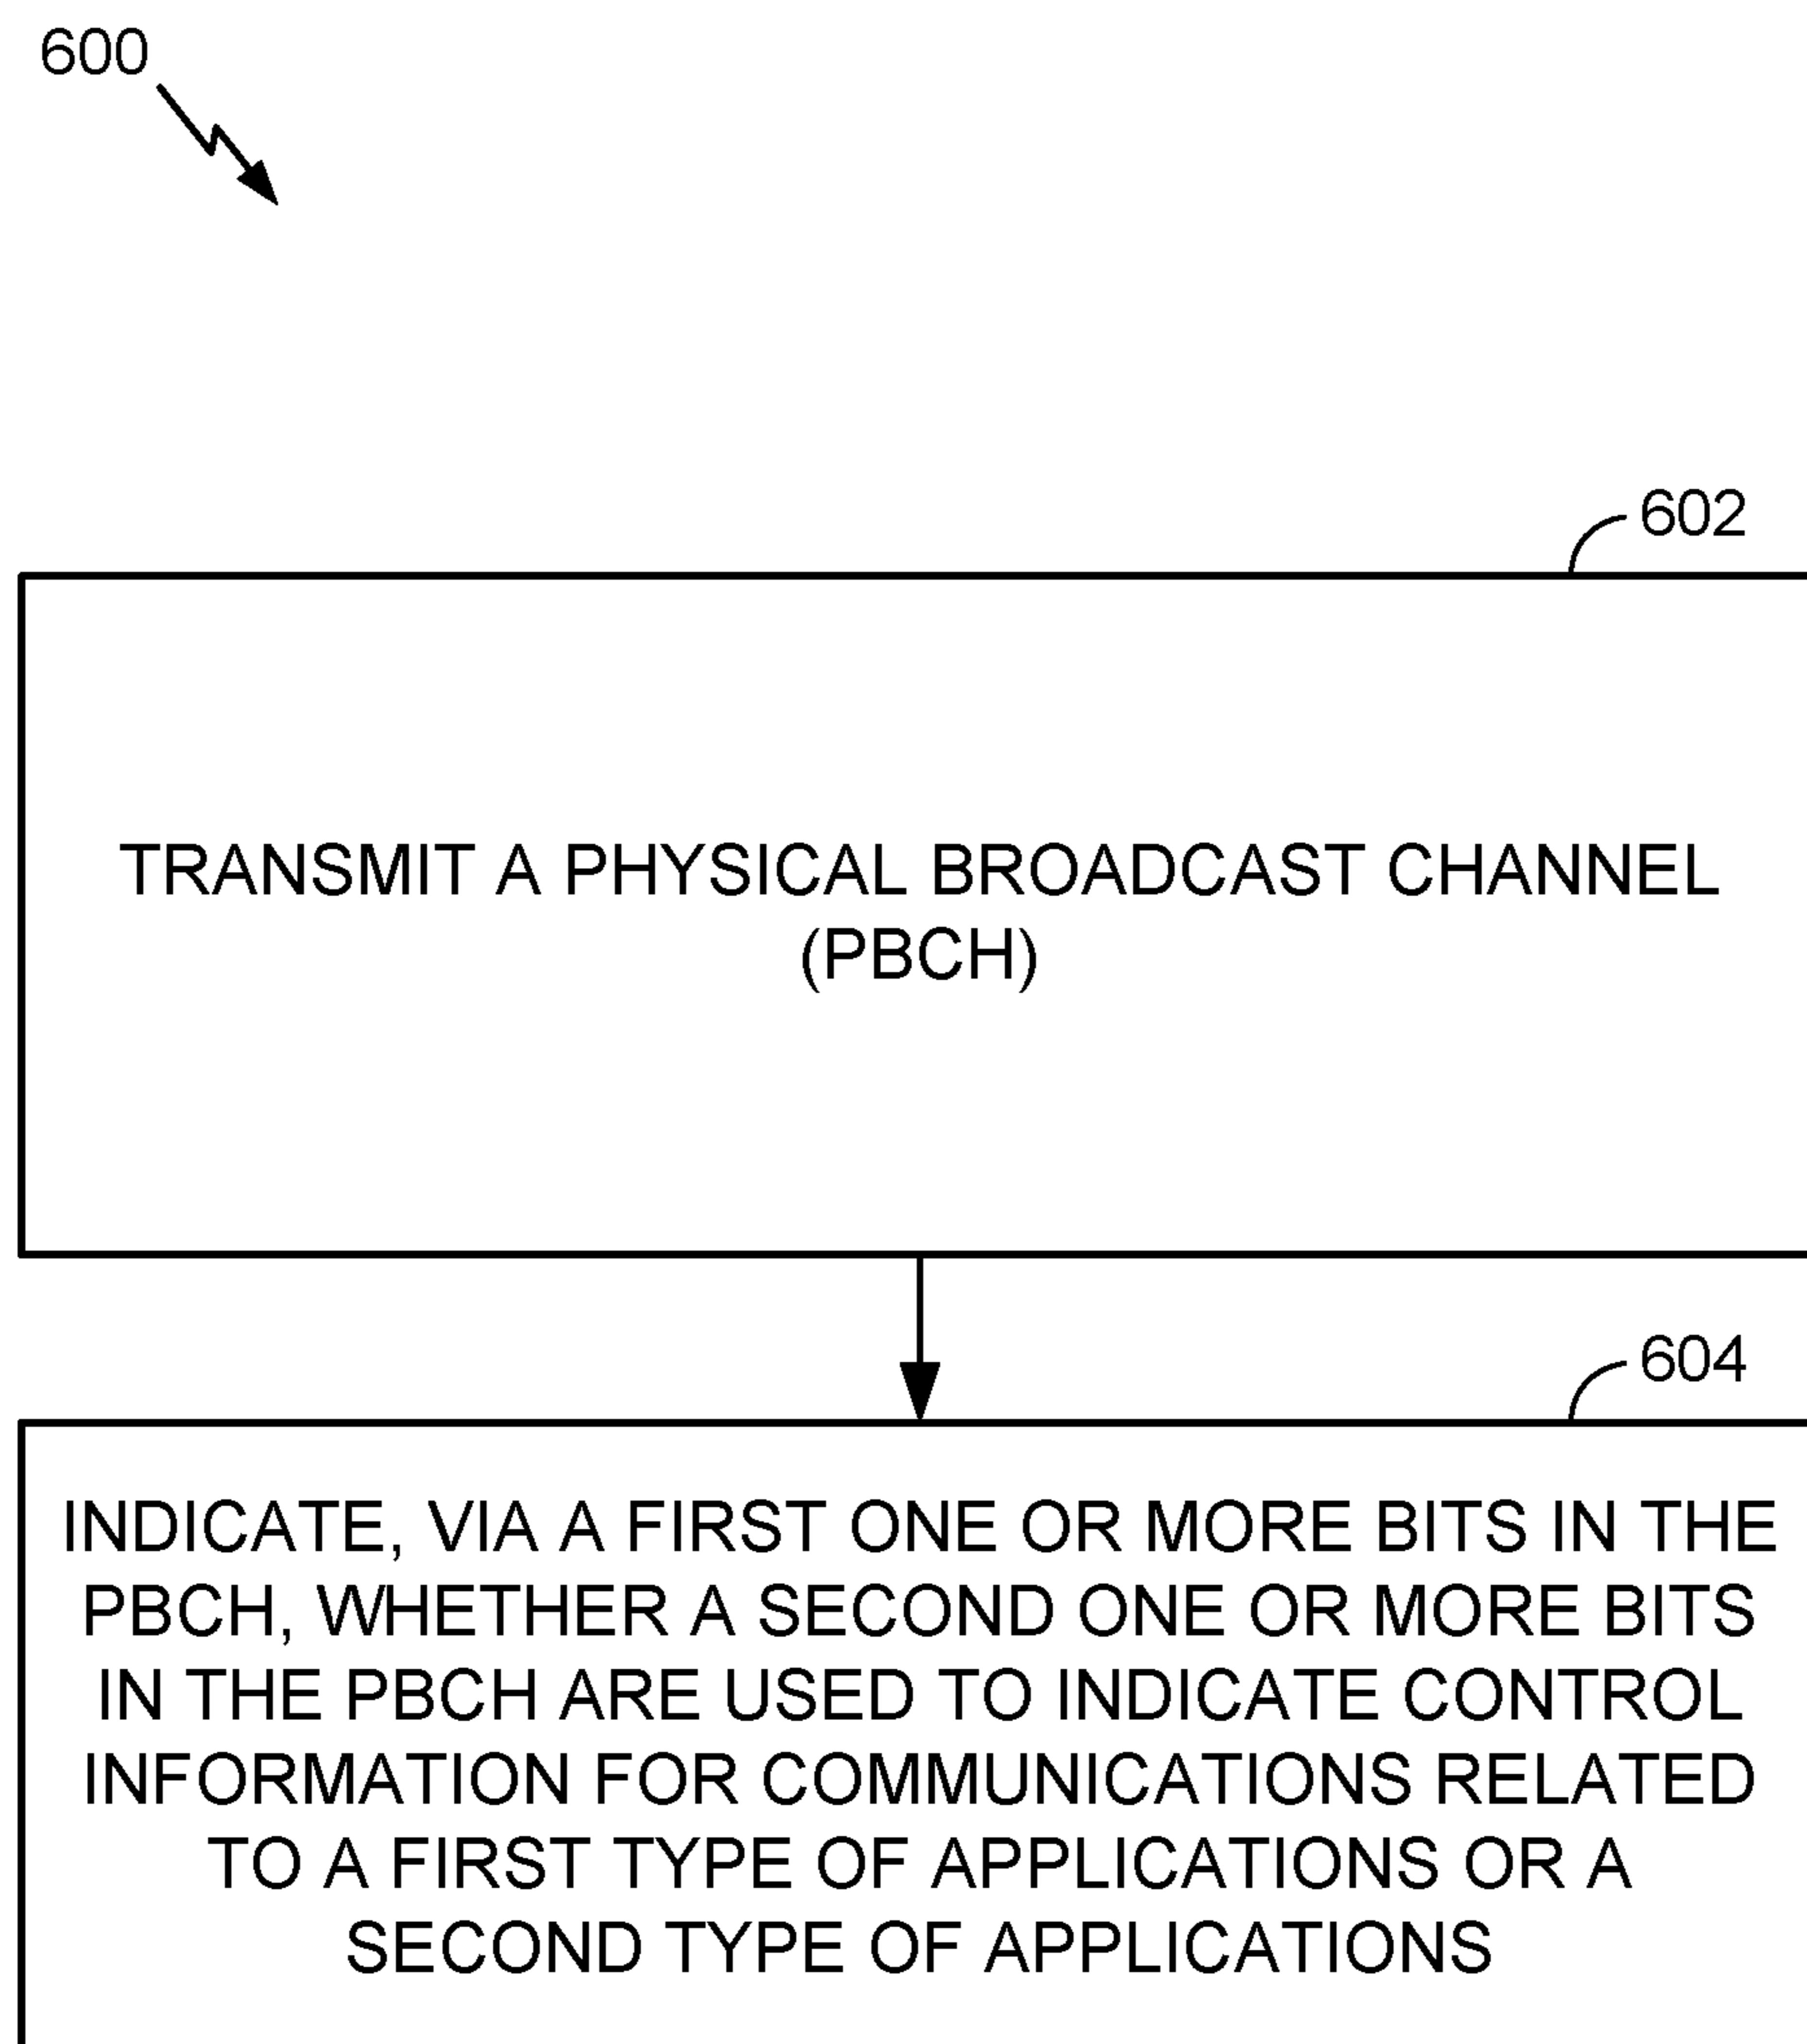 600
602
TRANSMIT A PHYSICAL BROADCAST CHANNEL
(PBCH)
604
INDICATE, VIA A FIRST ONE OR MORE BITS IN THE
PBCH, WHETHER A SECOND ONE OR MORE BITS
IN THE PBCH ARE USED TO INDICATE CONTROL
INFORMATION FOR COMMUNICATIONS RELATED
TO A FIRST TYPE OF APPLICATIONS OR A
SECOND TYPE OF APPLICATIONS